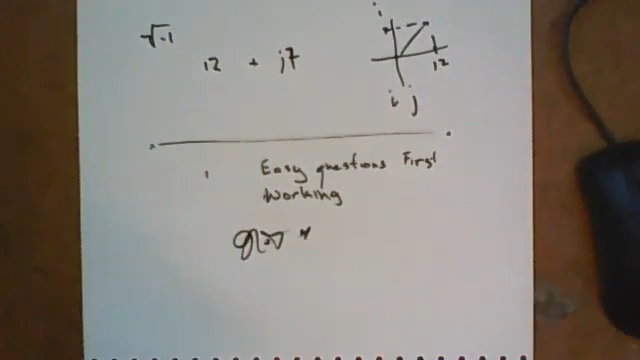 √-1
12 + j7
i
12
i j
Easy questions First
Working